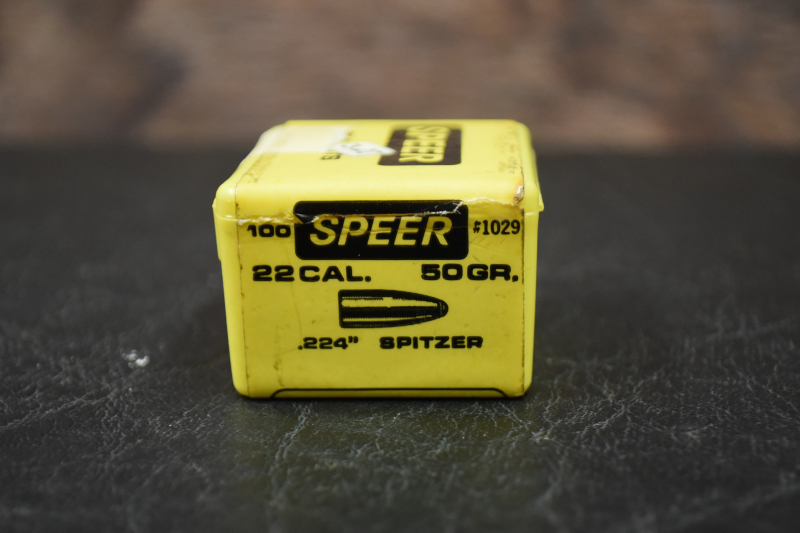 SPEER
100 SPEER #1029
22 CAL. 50 GR.
.224" SPITZER